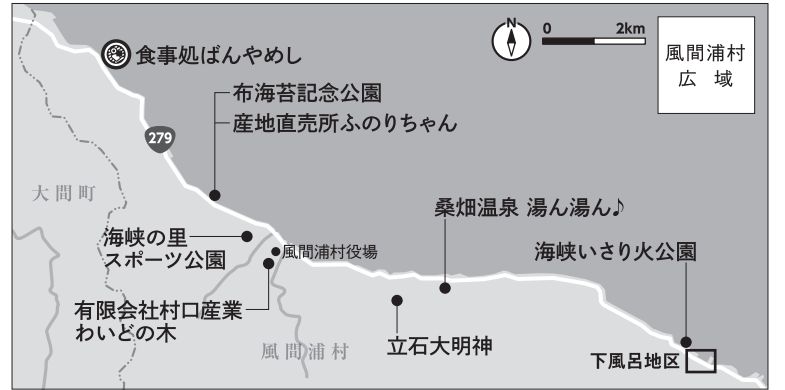 食事処ばんやめし
N
0 2km
風間浦村
広 域
布海苔記念公園
産地直売所ふのりちゃん
279
大間町
桑畑温泉 湯ん湯ん♪
海峡の里
スポーツ公園
風間浦村役場
海峡いさり火公園
有限会社村口産業
わいどの木
風間浦村
立石大明神
下風呂地区